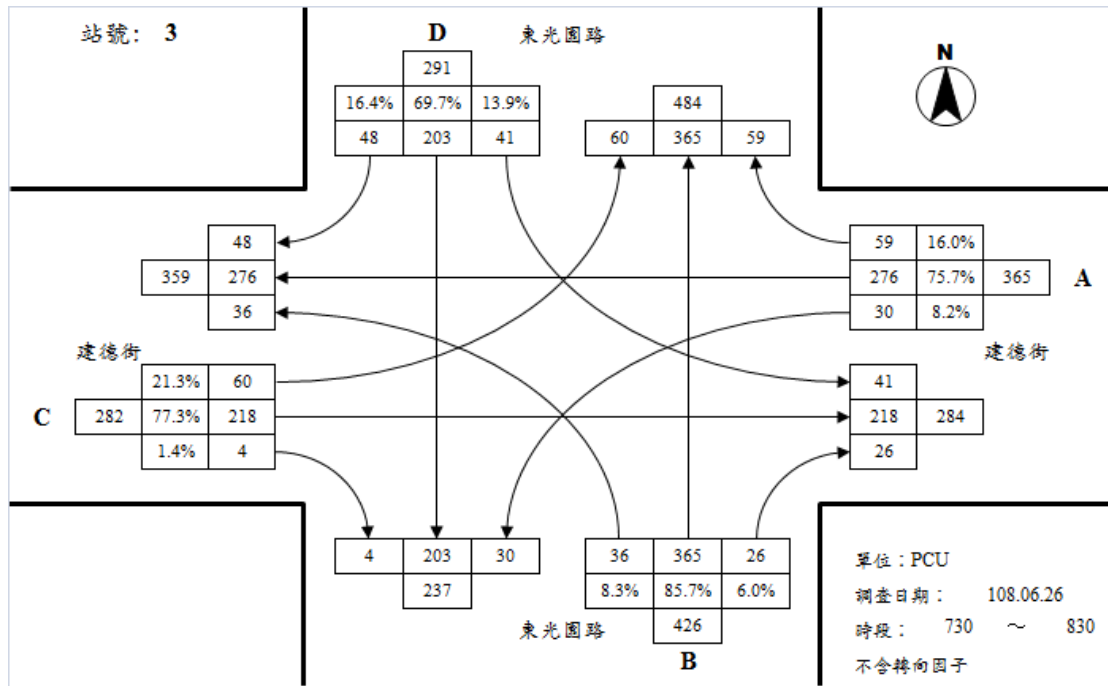 站號： 3
D
東光園路
N
291
16.4% 69.7% 13.9%
48 203 41
484
60 365 59
48
359 276
36
59 16.0%
276 75.7% 365
30 8.2%
A
建德街
建德街
21.3% 60
C
282 77.3% 218
1.4% 4
41
218 284
26
4 203 30
237
36 365 26
8.3% 85.7% 6.0%
426
東光園路
B
單位：PCU
調查日期： 108.06.26
時段： 730 ～ 830
不含轉向因子